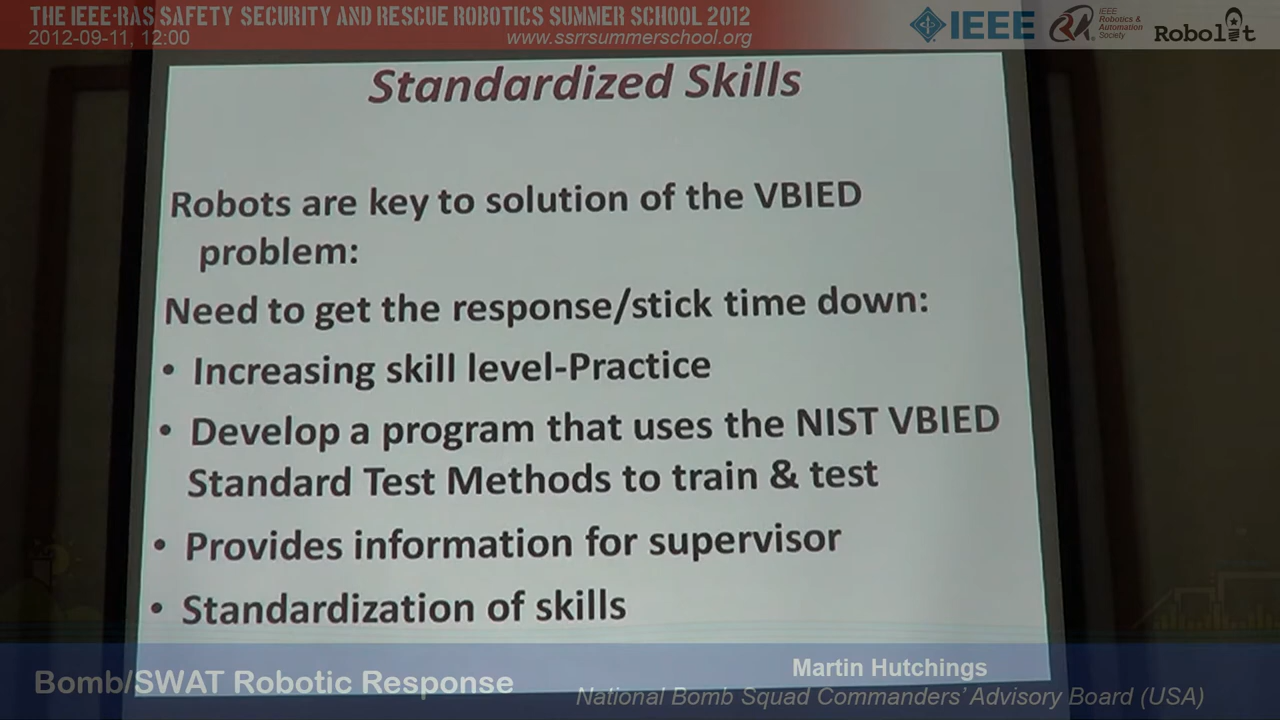 THE IEEE-RAS SAFETY SECURITY AND RESCUE ROBOTICS SUMMER SCHOOL 2012
2012-09-11, 12:00
www.ssrrsummerschool.org
IEEE
IEEE
Robotics &
Automation
Society
Robolit
Standardized Skills
Robots are key to solution of the VBIED
problem:
Need to get the response/stick time down:
• Increasing skill level-Practice
• Develop a program that uses the NIST VBIED
Standard Test Methods to train & test
• Provides information for supervisor
• Standardization of skills
Bomb/SWAT Robotic Response
Martin Hutchings
National Bomb Squad Commanders' Advisory Board (USA)